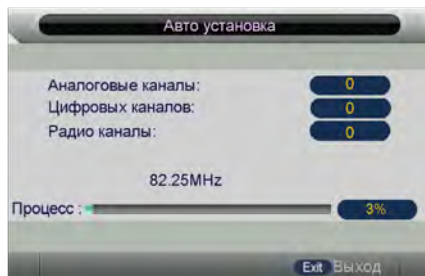 Авто установка
Аналоговые каналы: 0
Цифровых каналов: 0
Радио каналы: 0
82.25MHz
Процесс : 3%
Exit Выход